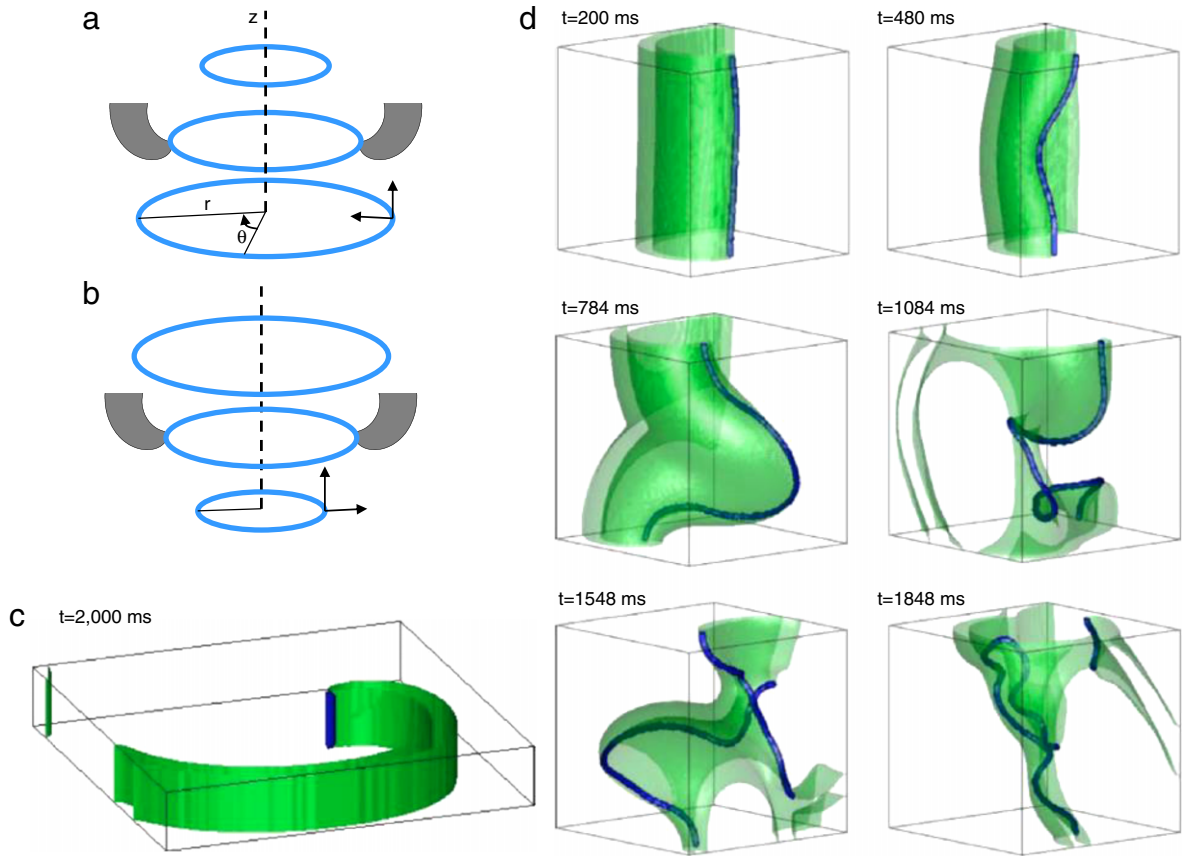 a
z
r
θ
b
c
t=2,000 ms
d
t=200 ms
t=480 ms
t=784 ms
t=1084 ms
t=1548 ms
t=1848 ms